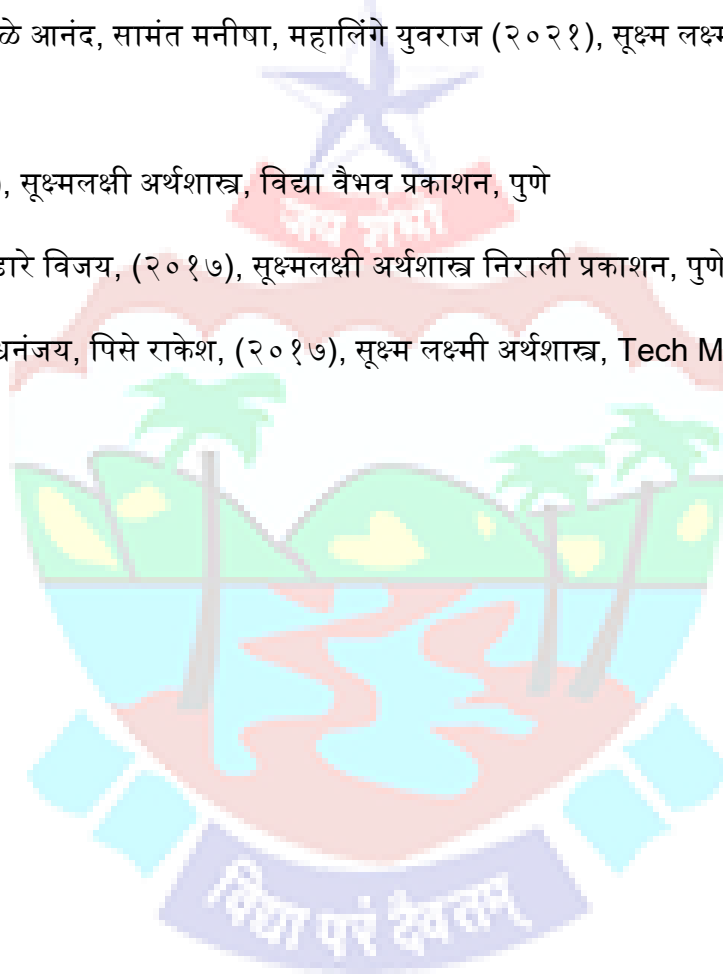 ळे आनंद, सामंत मनीषा, महालिंगे युवराज (२०२१), सूक्ष्म लक्ष्म
), सूक्ष्मलक्षी अर्थशास्त्र, विद्या वैभव प्रकाशन, पुणे
जय शंभो
डारे विजय, (२०१७), सूक्ष्मलक्षी अर्थशास्त्र निराली प्रकाशन, पुणे
धनंजय, पिसे राकेश, (२०१७), सूक्ष्म लक्ष्मी अर्थशास्त्र, Tech M
विद्या परं दैवतम्